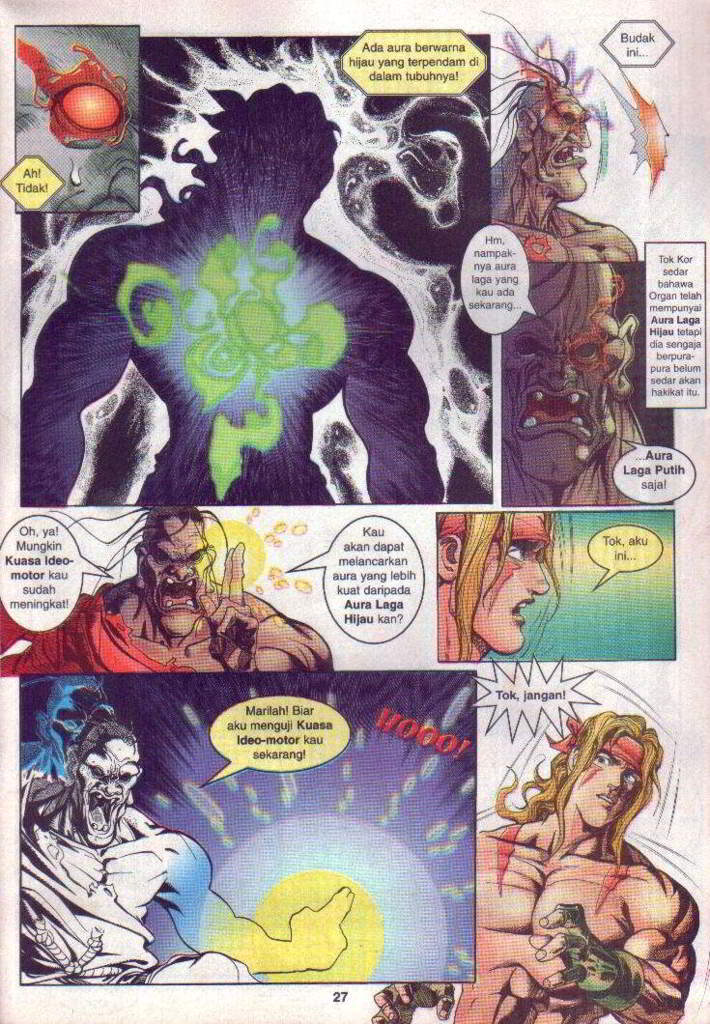 Ah!
Tidak!
Ada aura berwarna
hijau yang terpendam di
dalam tubuhnya!
Budak
ini...
Hm,
nampak-
nya aura
laga yang
kau ada
sekarang...
Tok Kor
sedar
bahawa
Organ telah
mempunyai
Aura Laga
Hijau tetapi
dia sengaja
berpura-
pura belum
sedar akan
hakikat itu.
...Aura
Laga Putih
saja!
Oh, ya!
Mungkin
Kuasa Ideo-
motor kau
sudah
meningkat!
Kau
akan dapat
melancarkan
aura yang lebih
kuat daripada
Aura Laga
Hijau kan?
Tok, aku
ini...
Marilah! Biar
aku menguji Kuasa
Ideo-motor kau
sekarang!
WOOO!
Tok, jangan!
27